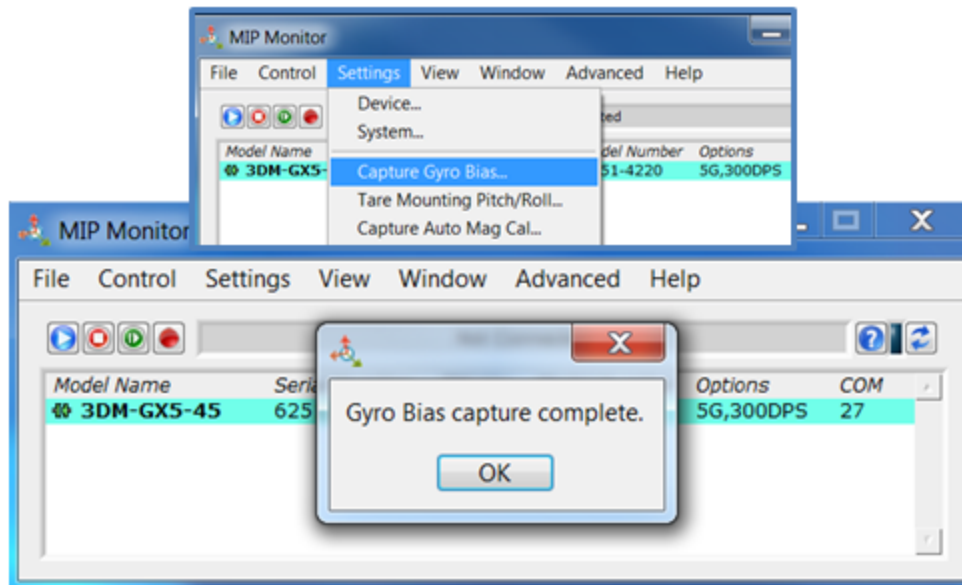 MIP Monitor
File Control Settings View Window Advanced Help
Device...
System...
Model Name Model Number Options
3DM-GX5- 51-4220 5G,300DPS
Capture Gyro Bias...
Tare Mounting Pitch/Roll...
Capture Auto Mag Cal...
MIP Monitor
File Control Settings View Window Advanced Help
Model Name Options COM
3DM-GX5-45 625 5G,300DPS 27
Gyro Bias capture complete.
OK